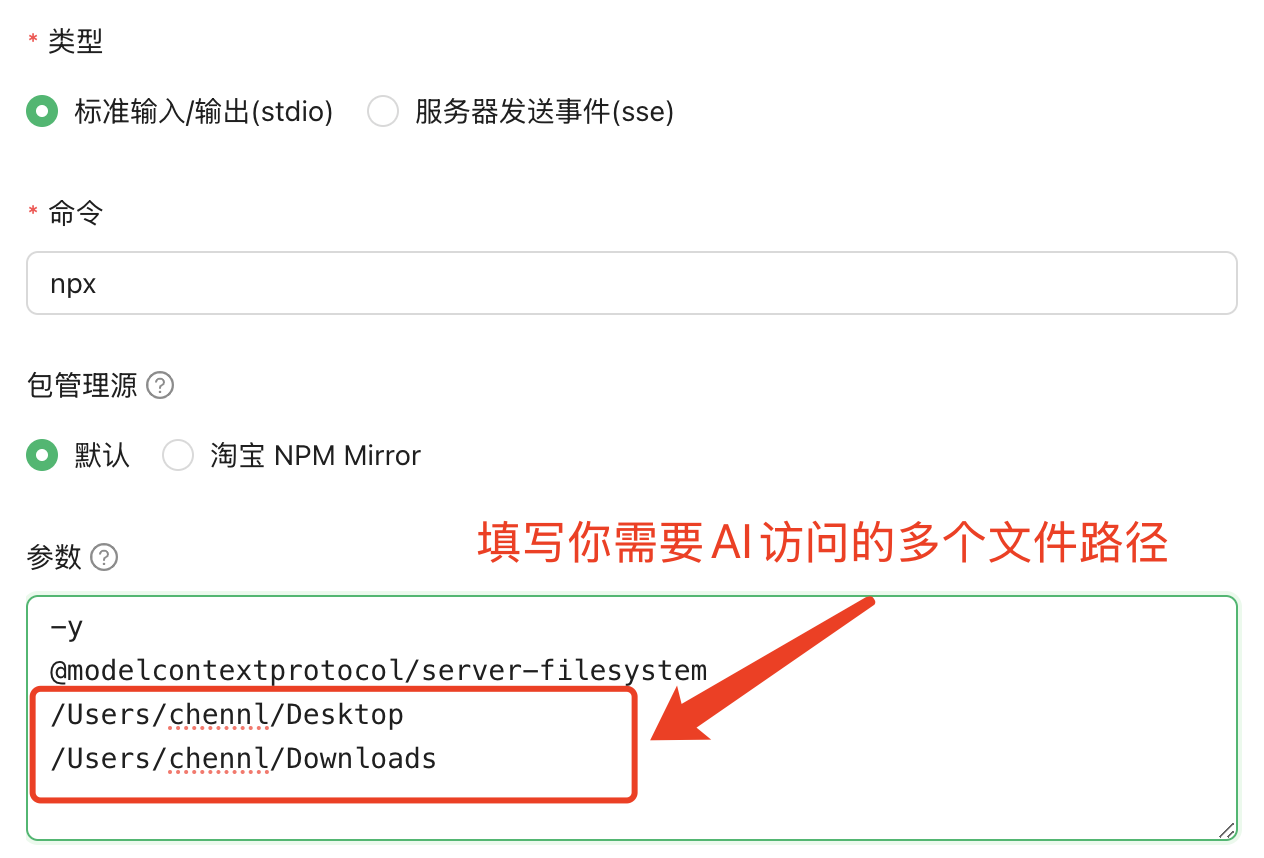 * 类型
标准输入/输出(stdio) 服务器发送事件(sse)
* 命令
npx
包管理源 ?
默认 淘宝 NPM Mirror
填写你需要AI访问的多个文件路径
参数 ?
-y
@modelcontextprotocol/server-filesystem
/Users/chennl/Desktop
/Users/chennl/Downloads